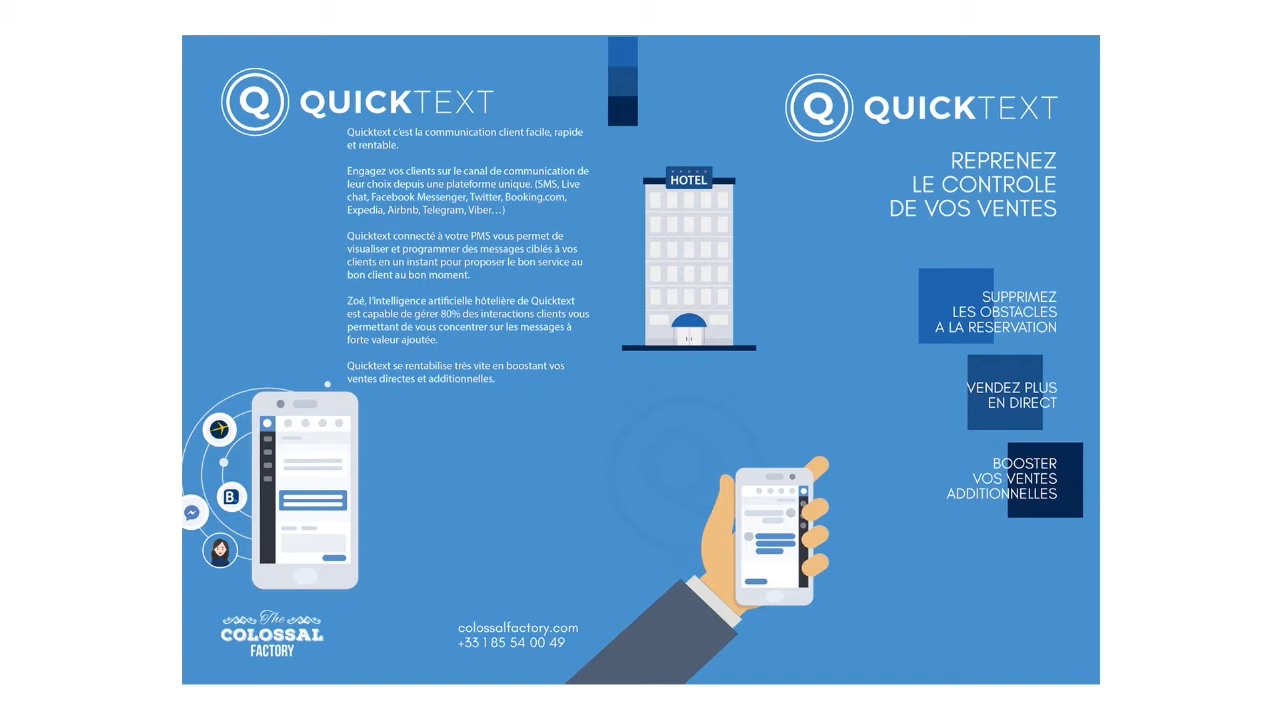 QUICKTEXT
Quicktext c'est la communication client facile, rapide
et rentable.
Engagez vos clients sur le canal de communication de
leur choix depuis une plateforme unique. (SMS, Live
chat, Facebook Messenger, Twitter, Booking.com,
Expedia, Airbnb, Telegram, Viber…)
Quicktext connecté à votre PMS vous permet de
visualiser et programmer des messages ciblés à vos
clients en un instant pour proposer le bon service au
bon client au bon moment.
Zoé, l'intelligence artificielle hôtelière de Quicktext
est capable de gérer 80% des interactions clients vous
permettant de vous concentrer sur les messages à
forte valeur ajoutée.
Quicktext se rentabilise très vite en boostant vos
ventes directes et additionnelles.
B.
The
COLOSSAL
FACTORY
colossalfactory.com
+33 1 85 54 00 49
HOTEL
Q QUICKTEXT
REPRENEZ
LE CONTROLE
DE VOS VENTES
SUPPRIMEZ
LES OBSTACLES
A LA RESERVATION
VENDEZ PLUS
EN DIRECT
BOOSTER
VOS VENTES
ADDITIONNELLES